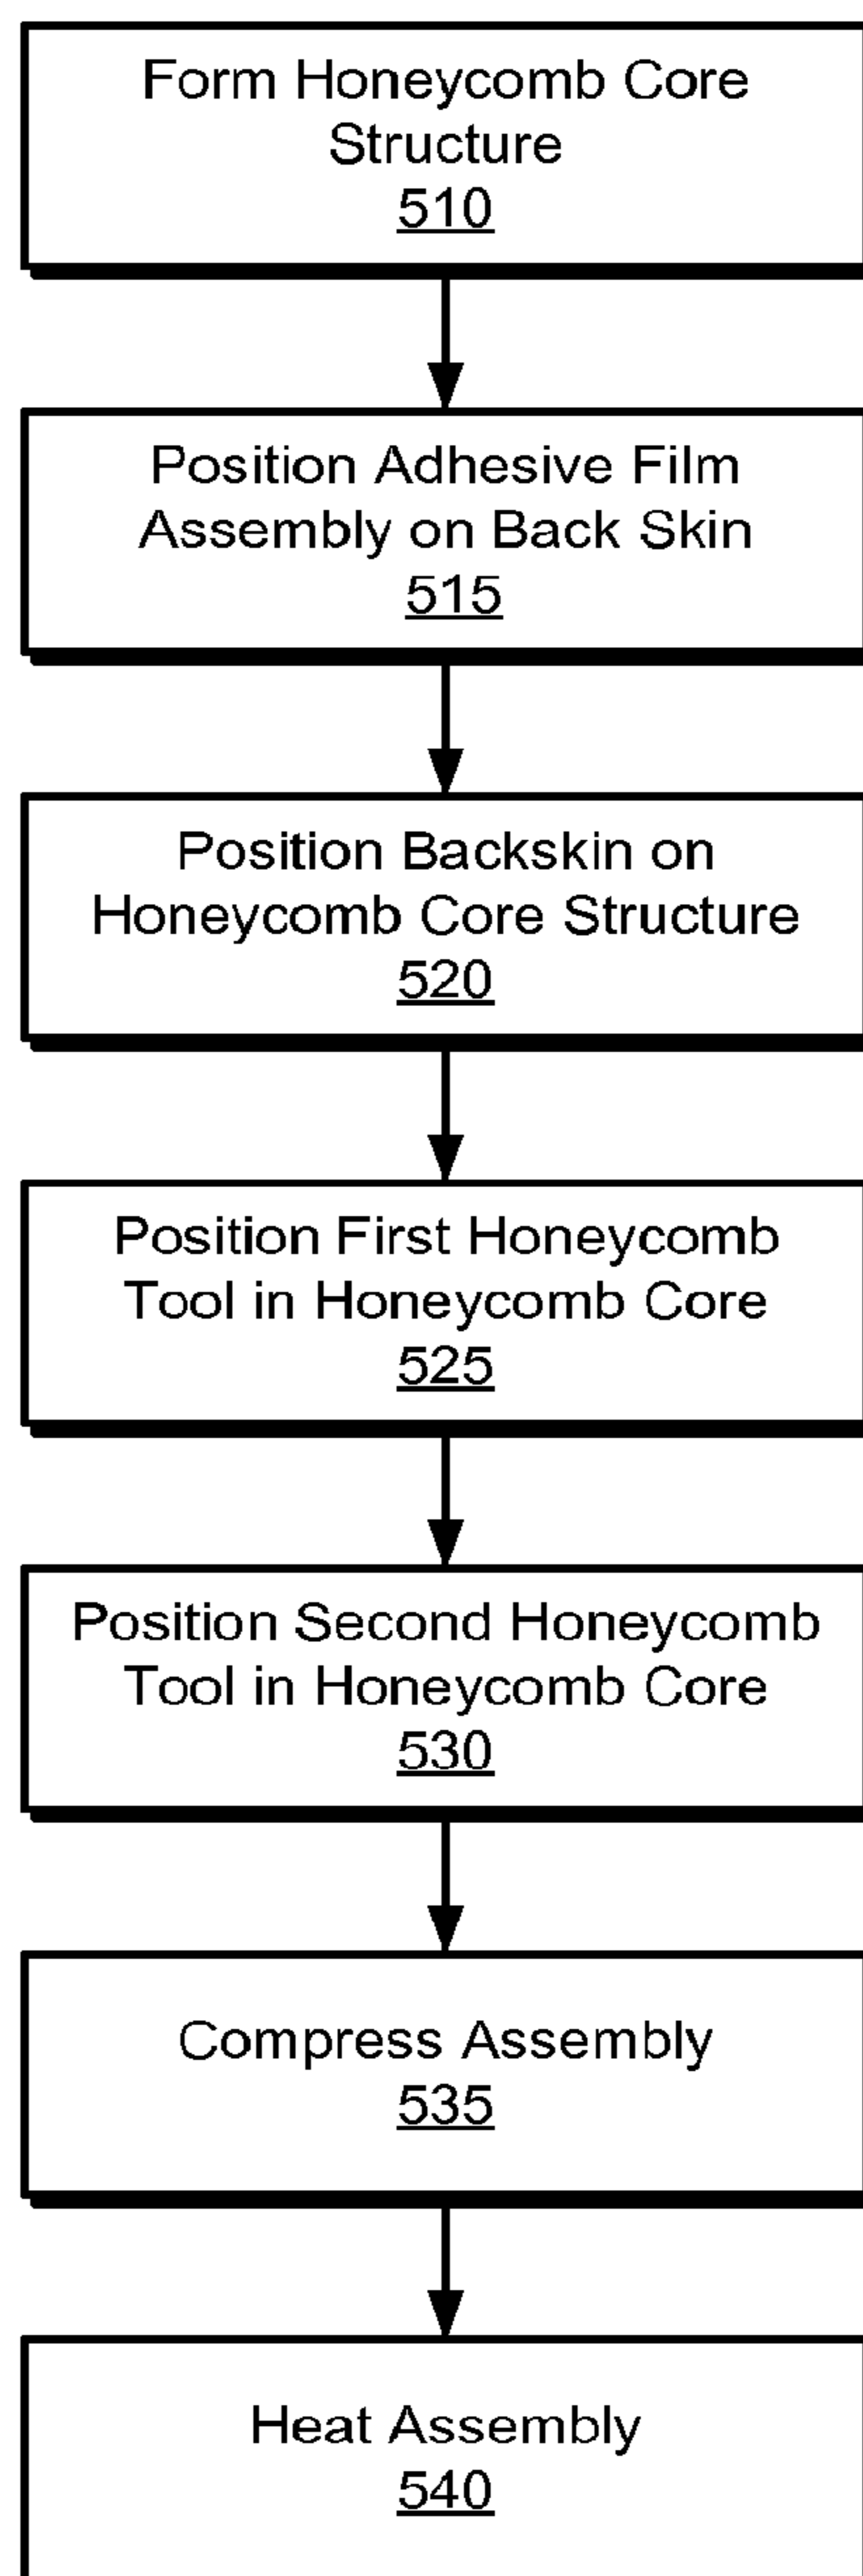 Form Honeycomb Core
Structure
510
Position Adhesive Film
Assembly on Back Skin
515
Position Backskin on
Honeycomb Core Structure
520
Position First Honeycomb
Tool in Honeycomb Core
525
Position Second Honeycomb
Tool in Honeycomb Core
530
Compress Assembly
535
Heat Assembly
540